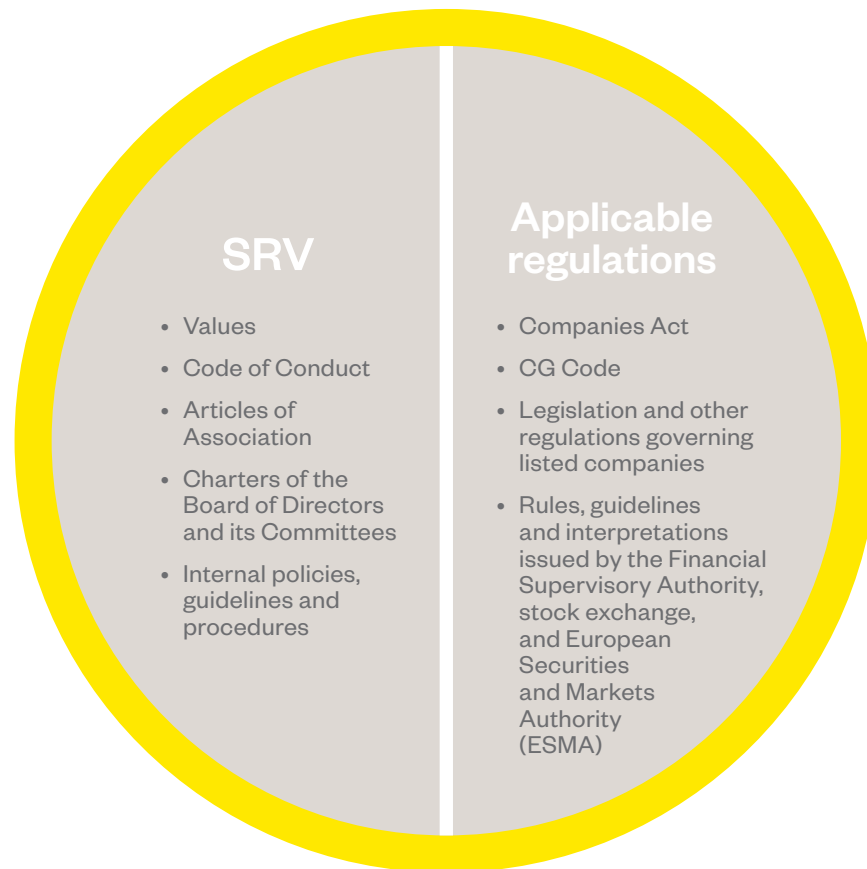 SRV
• Values
• Code of Conduct
• Articles of
Association
• Charters of the
Board of Directors
and its Committees
• Internal policies,
guidelines and
procedures
Applicable
regulations
• Companies Act
• CG Code
• Legislation and other
regulations governing
listed companies
• Rules, guidelines
and interpretations
issued by the Financial
Supervisory Authority,
stock exchange,
and European
Securities
and Markets
Authority
(ESMA)